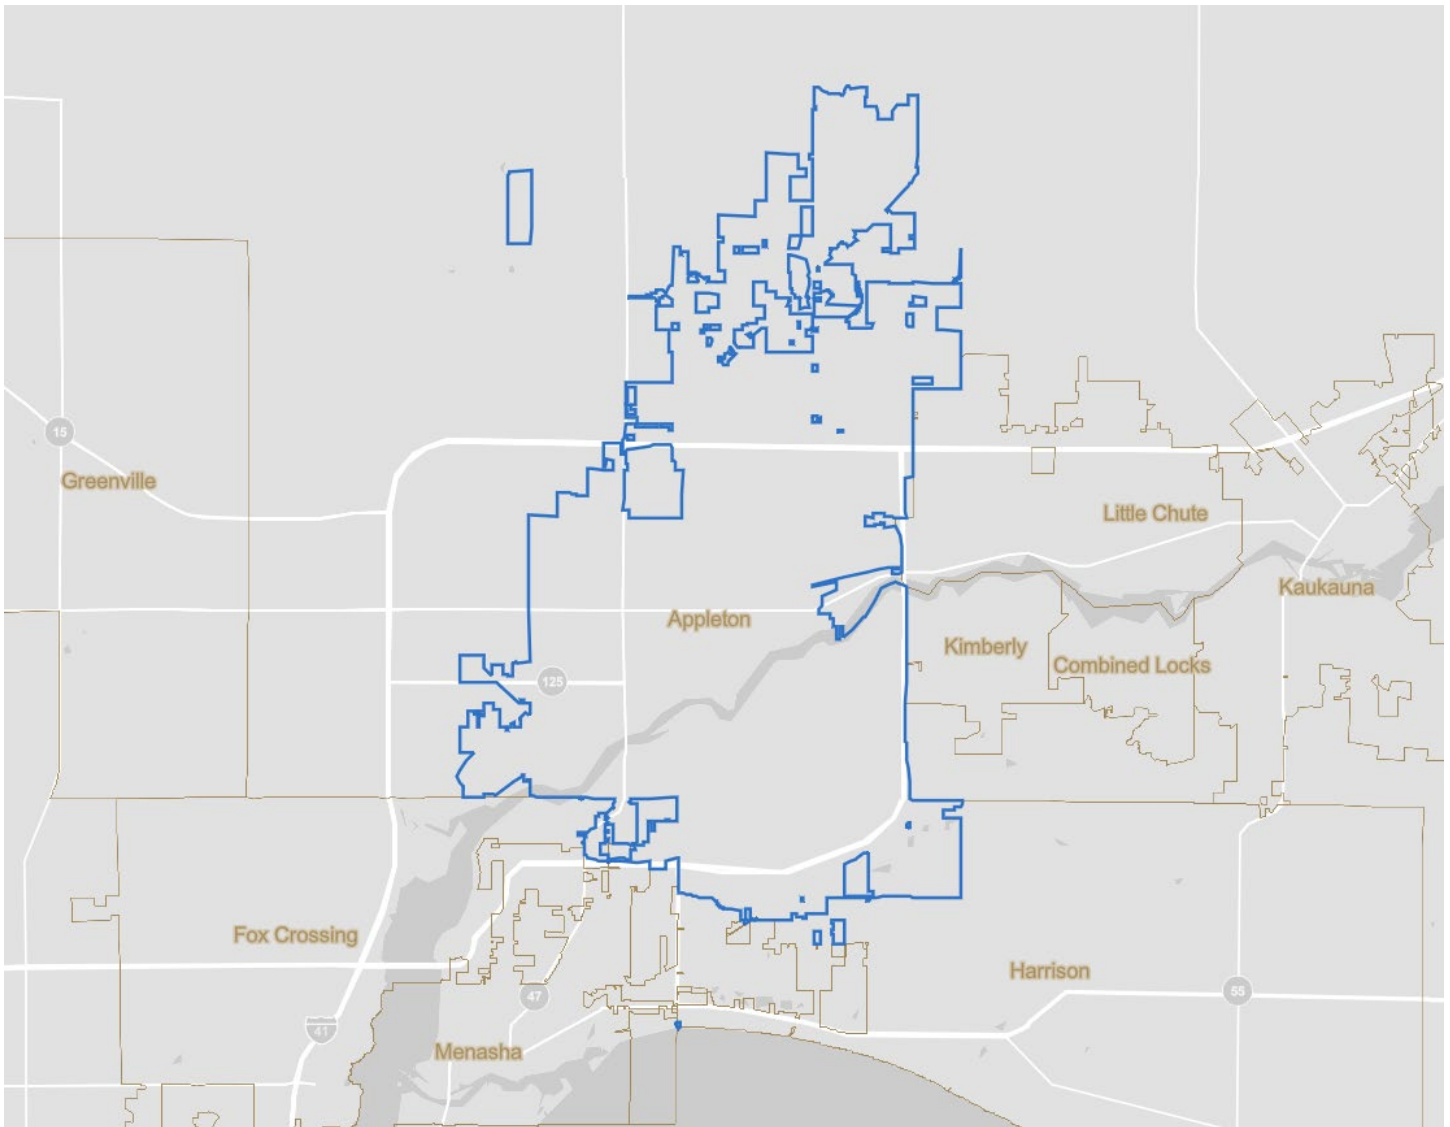 15
Greenville
Little Chute
Kaukauna
Appleton
Kimberly
Combined Locks
125
Fox Crossing
Harrison
47
55
41
Menasha